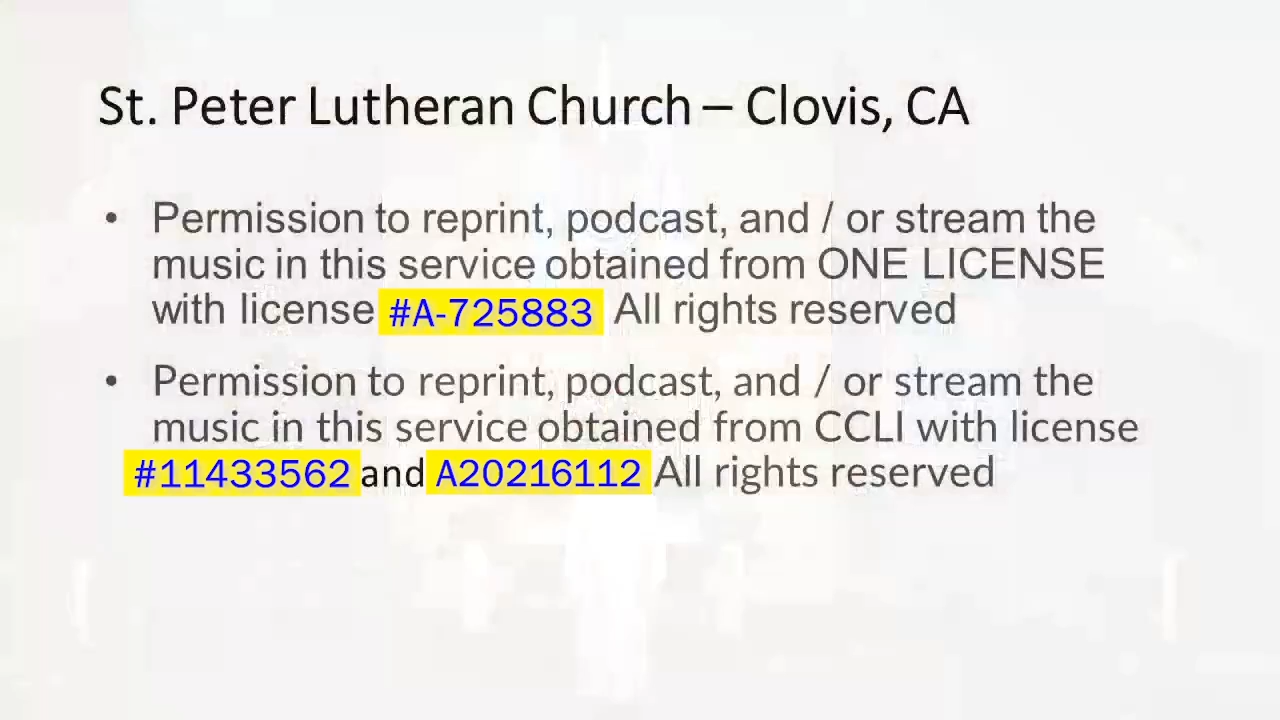 St. Peter Lutheran Church – Clovis, CA
• Permission to reprint, podcast, and / or stream the
music in this service obtained from ONE LICENSE
with license #A-725883 All rights reserved
• Permission to reprint, podcast, and / or stream the
music in this service obtained from CCLI with license
#11433562 and A20216112 All rights reserved